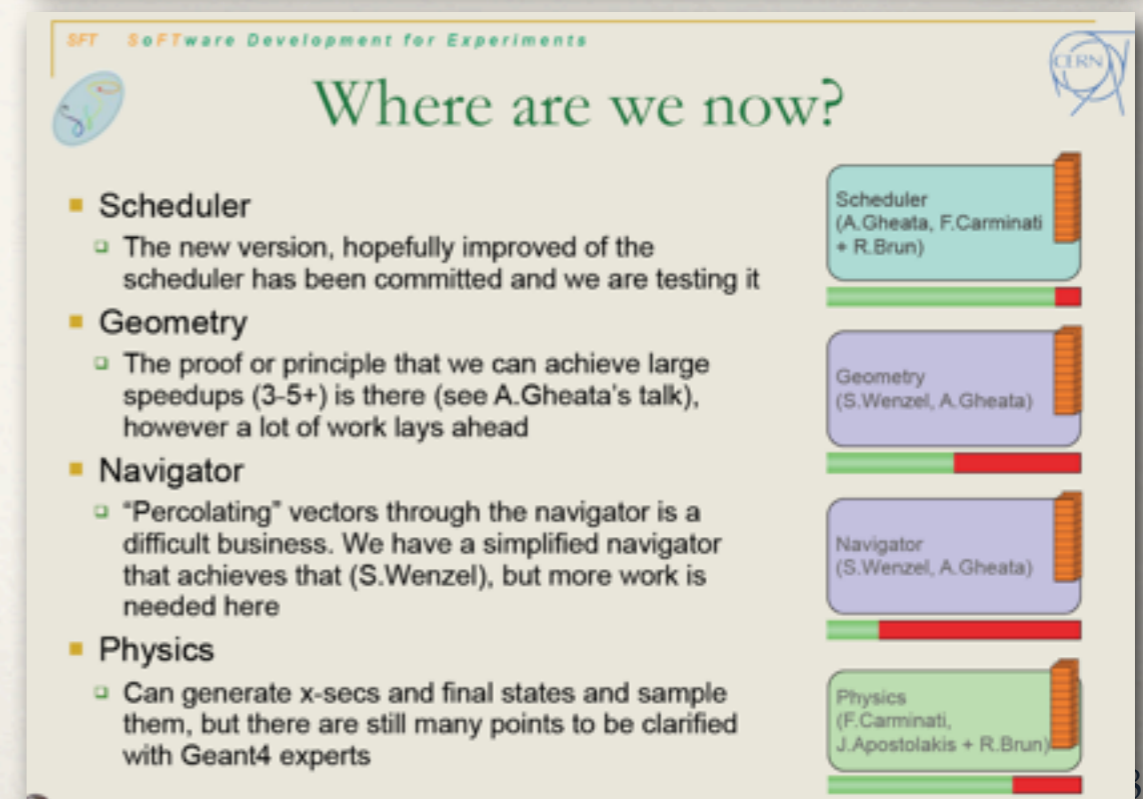 SFT SoFTware Development for Experiments
CERN
Where are we now?
Scheduler
The new version, hopefully improved of the
scheduler has been committed and we are testing it
Geometry
The proof or principle that we can achieve large
speedups (3-5+) is there (see A.Gheata's talk),
however a lot of work lays ahead
Navigator
“Percolating” vectors through the navigator is a
difficult business. We have a simplified navigator
that achieves that (S.Wenzel), but more work is
needed here
Physics
Can generate x-secs and final states and sample
them, but there are still many points to be clarified
with Geant4 experts
Scheduler
(A.Gheata, F.Carminati
+ R.Brun)
Geometry
(S.Wenzel, A.Gheata)
Navigator
(S.Wenzel, A.Gheata)
Physics
(F.Carminati,
J.Apostolakis + R.Brun)